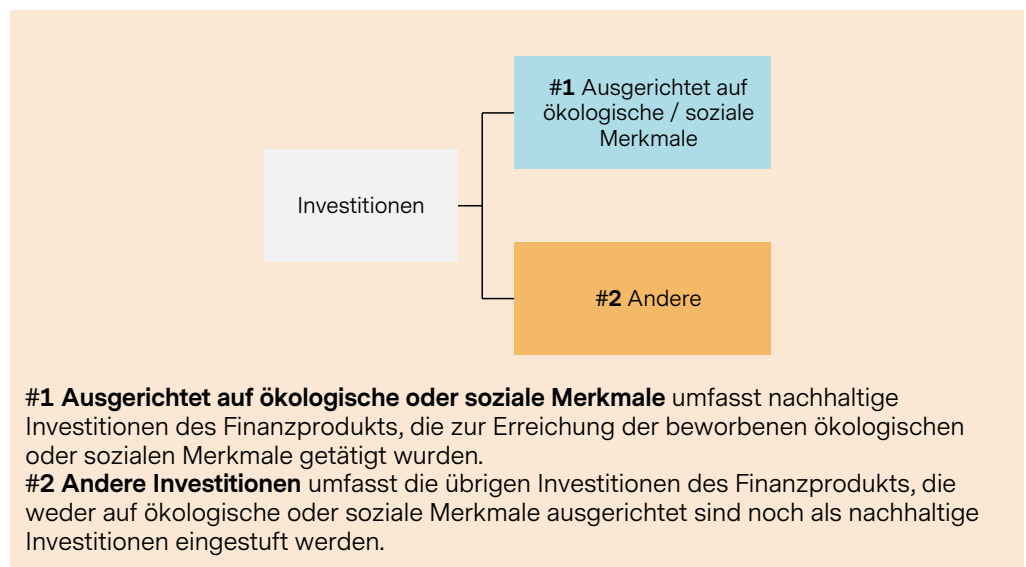 #1 Ausgerichtet auf
ökologische / soziale
Merkmale
Investitionen
#2 Andere
#1 Ausgerichtet auf ökologische oder soziale Merkmale umfasst nachhaltige
Investitionen des Finanzprodukts, die zur Erreichung der beworbenen ökologischen
oder sozialen Merkmale getätigt wurden.
#2 Andere Investitionen umfasst die übrigen Investitionen des Finanzprodukts, die
weder auf ökologische oder soziale Merkmale ausgerichtet sind noch als nachhaltige
Investitionen eingestuft werden.